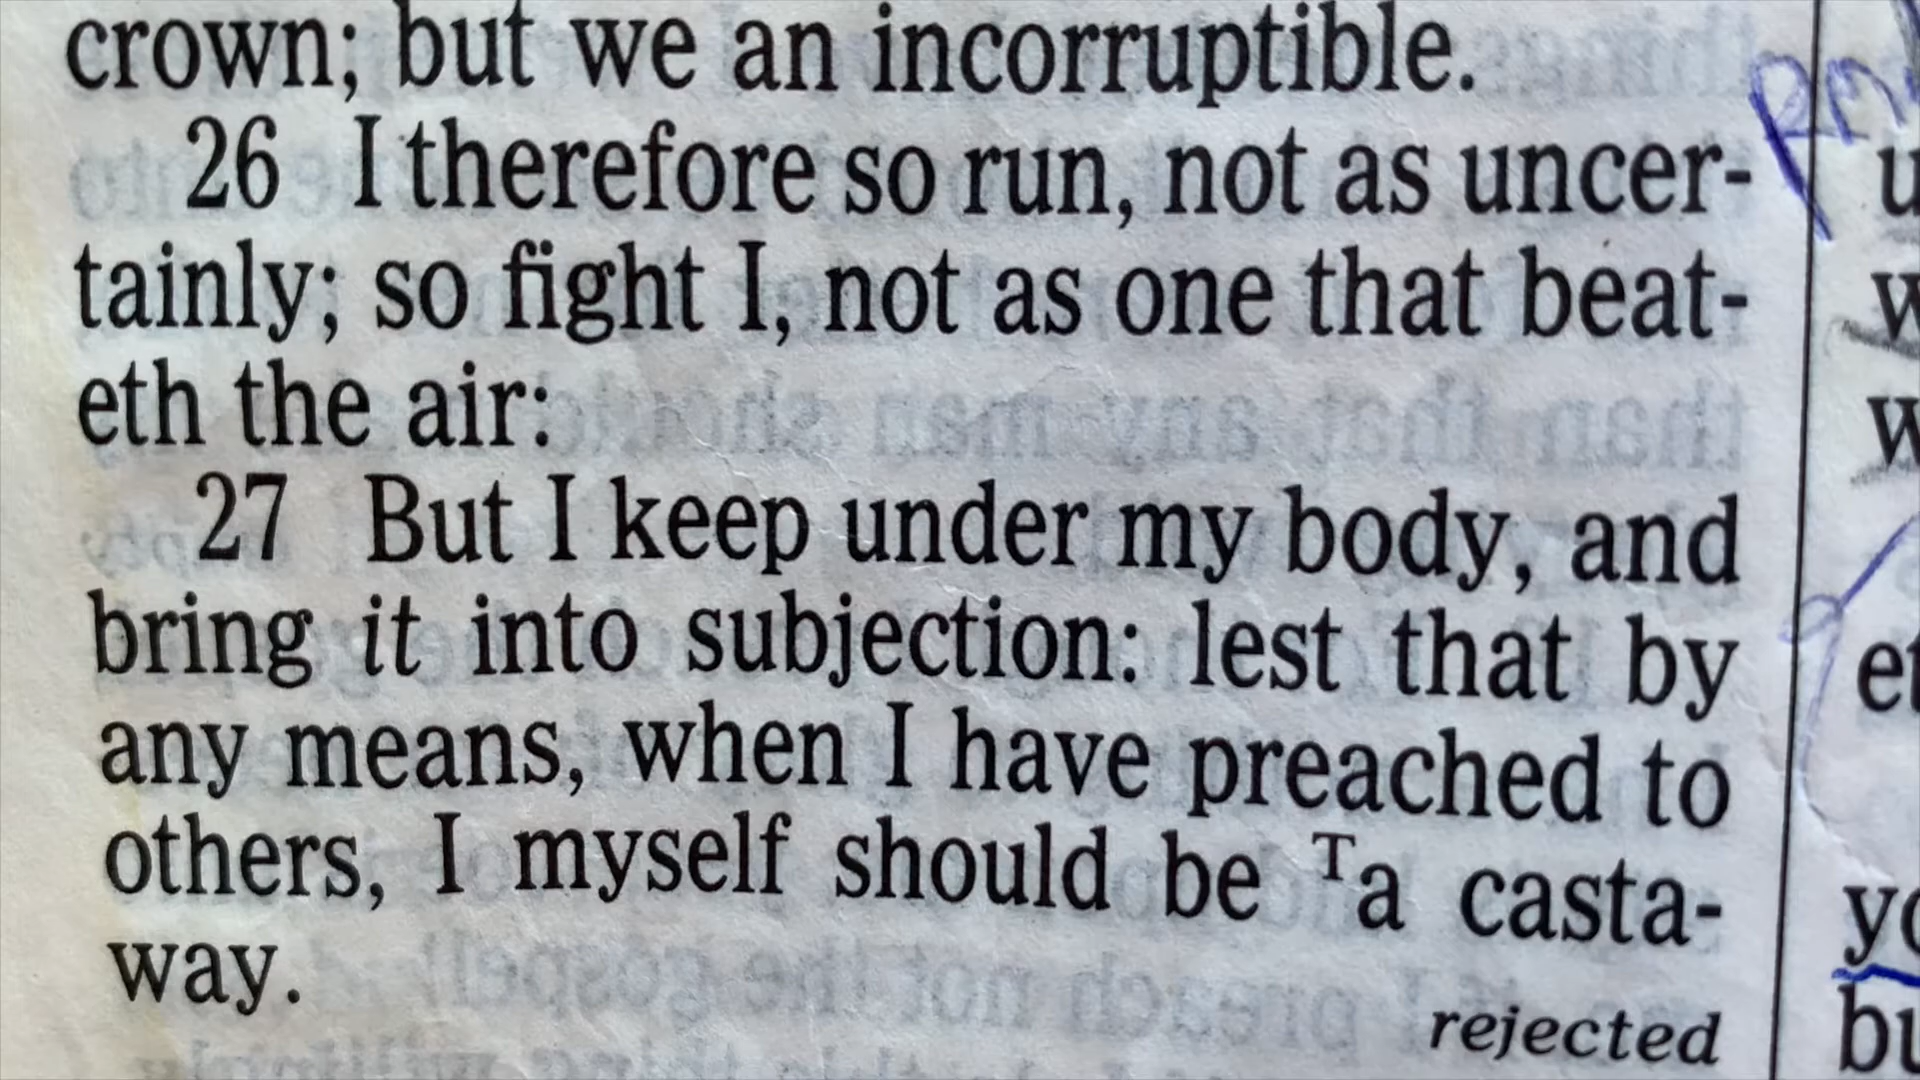 crown; but we an incorruptible.
26 I therefore so run, not as uncer-
tainly; so fight I, not as one that beat-
eth the air:
27 But I keep under my body, and
bring it into subjection: lest that by
any means, when I have preached to
others, I myself should be ᵀa casta-
way.
rejected